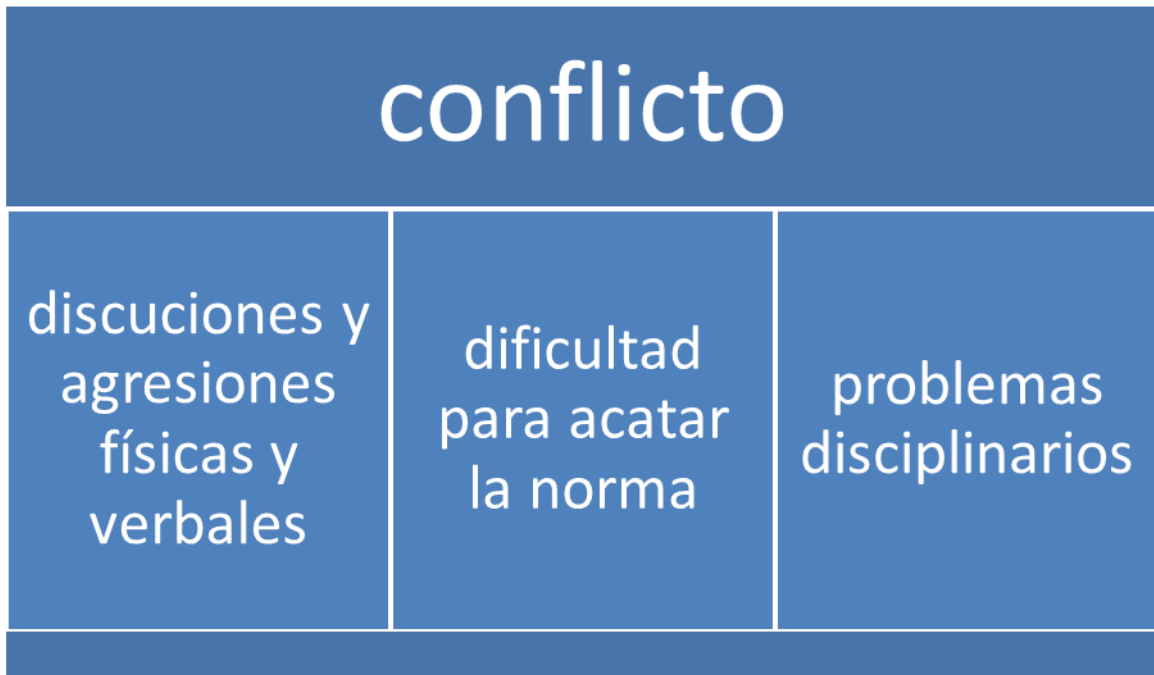 conflicto
discuciones y
agresiones
físicas y
verbales
dificultad
para acatar
la norma
problemas
disciplinarios